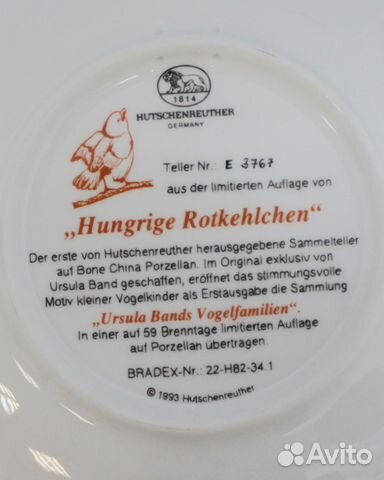 1814
HUTSCHENREUTHER
GERMANY
Teller Nr.: E 3767
aus der limitierten Auflage von
„Hungrige Rotkehlchen“
Der erste von Hutschenreuther herausgegebene Sammelteller
auf Bone China Porzellan. Im Original exklusiv von
Ursula Band geschaffen, eröffnet das stimmungsvolle
Motiv kleiner Vogelkinder als Erstausgabe die Sammlung
„Ursula Bands Vogelfamilien“.
In einer auf 59 Brenntage limitierten Auflage
auf Porzellan übertragen.
BRADEX-Nr.: 22-H82-34.1
© 1993 Hutschenreuther
Avito